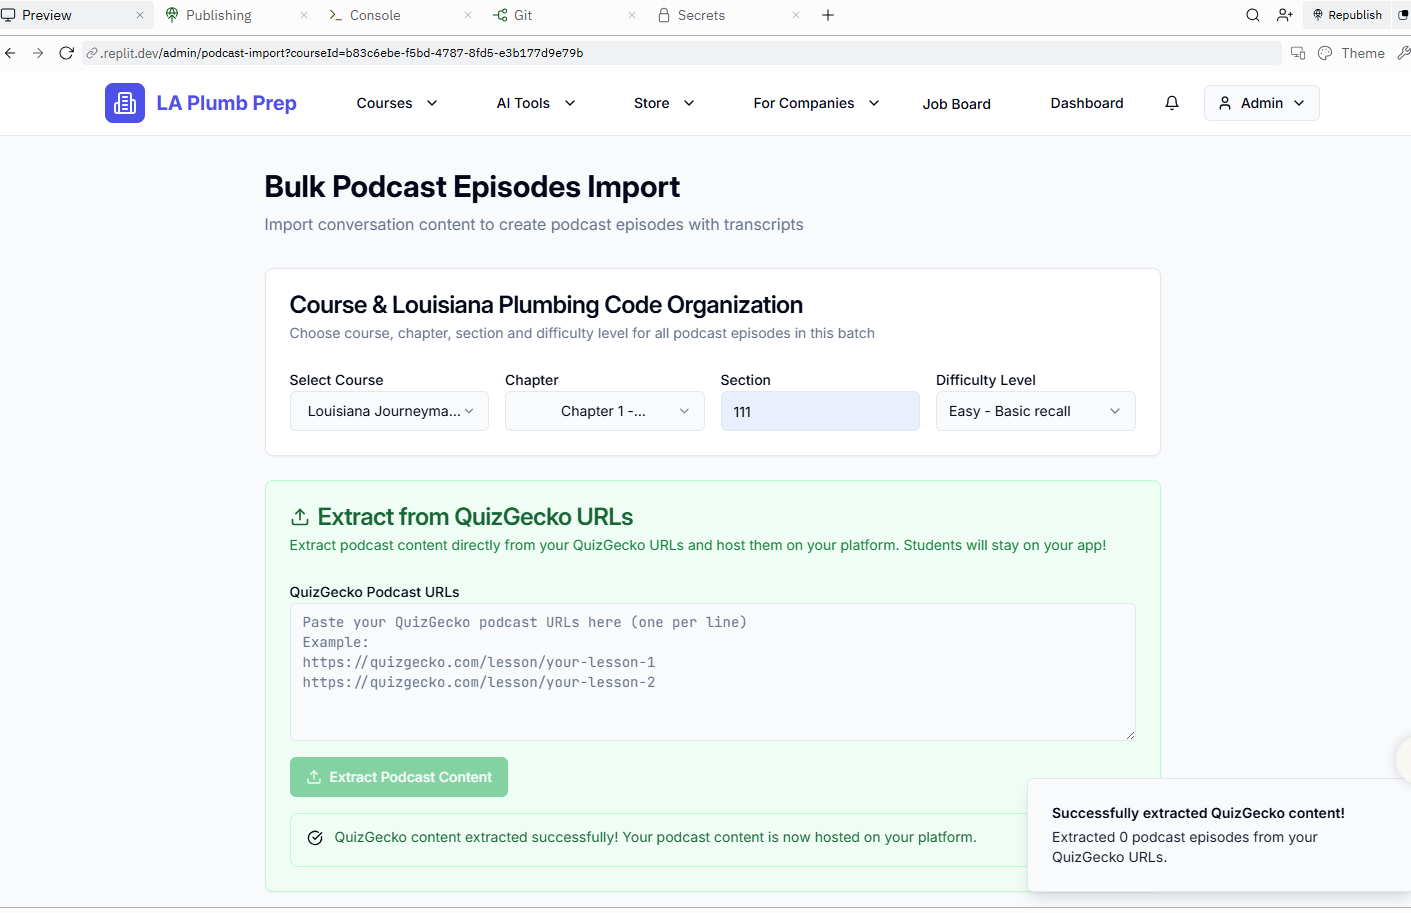 Preview
Publishing
Console
Git
Secrets
Republish
.replit.dev/admin/podcast-import?courseId=b83c6ebe-f5bd-4787-8fd5-e3b177d9e79b
Theme
LA Plumb Prep
Courses
AI Tools
Store
For Companies
Job Board
Dashboard
Admin
Bulk Podcast Episodes Import
Import conversation content to create podcast episodes with transcripts
Course & Louisiana Plumbing Code Organization
Choose course, chapter, section and difficulty level for all podcast episodes in this batch
Select Course
Chapter
Section
Difficulty Level
Louisiana Journeyma...
Chapter 1 -...
111
Easy - Basic recall
Extract from QuizGecko URLs
Extract podcast content directly from your QuizGecko URLs and host them on your platform. Students will stay on your app!
QuizGecko Podcast URLs
Paste your QuizGecko podcast URLs here (one per line)
Example:
https://quizgecko.com/lesson/your-lesson-1
https://quizgecko.com/lesson/your-lesson-2
Extract Podcast Content
QuizGecko content extracted successfully! Your podcast content is now hosted on your platform.
Successfully extracted QuizGecko content!
Extracted 0 podcast episodes from your
QuizGecko URLs.